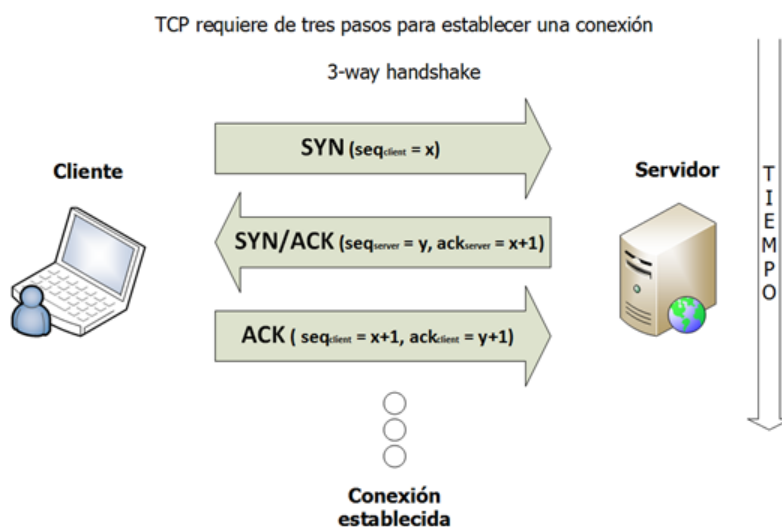 TCP requiere de tres pasos para establecer una conexión
3-way handshake
SYN (seqclient = x)
Cliente
Servidor
SYN/ACK (seqserver = y, ackserver = x+1)
ACK ( seqclient = x+1, ackclient = y+1)
TIEMPO
Conexión
establecida